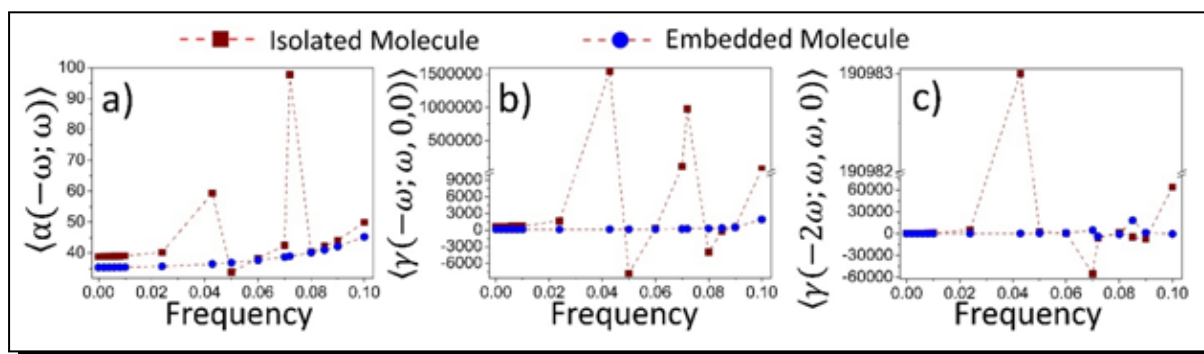 Isolated Molecule
Embedded Molecule
a)
⟨α(−ω; ω)⟩
100
90
80
70
60
50
40
0.00 0.02 0.04 0.06 0.08 0.10
Frequency
b)
⟨γ(−ω; ω, 0,0)⟩
1500000
1000000
500000
9000
6000
3000
0
-3000
-6000
0.00 0.02 0.04 0.06 0.08 0.10
Frequency
c)
⟨γ(−2ω; ω, ω, 0)⟩
190983
190982
60000
30000
0
-30000
-60000
0.00 0.02 0.04 0.06 0.08 0.10
Frequency